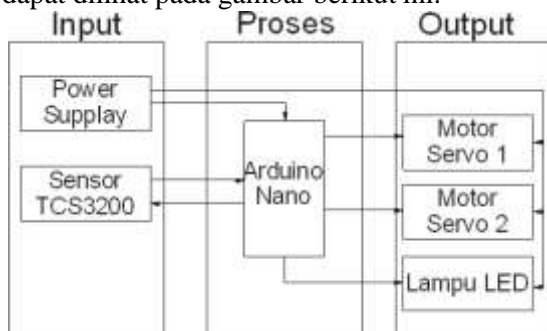 dapat dilihat pada gambar berikut ini:
Input
Proses
Output
Power
Supplay
Sensor
TCS3200
Arduino
Nano
Motor
Servo 1
Motor
Servo 2
Lampu LED